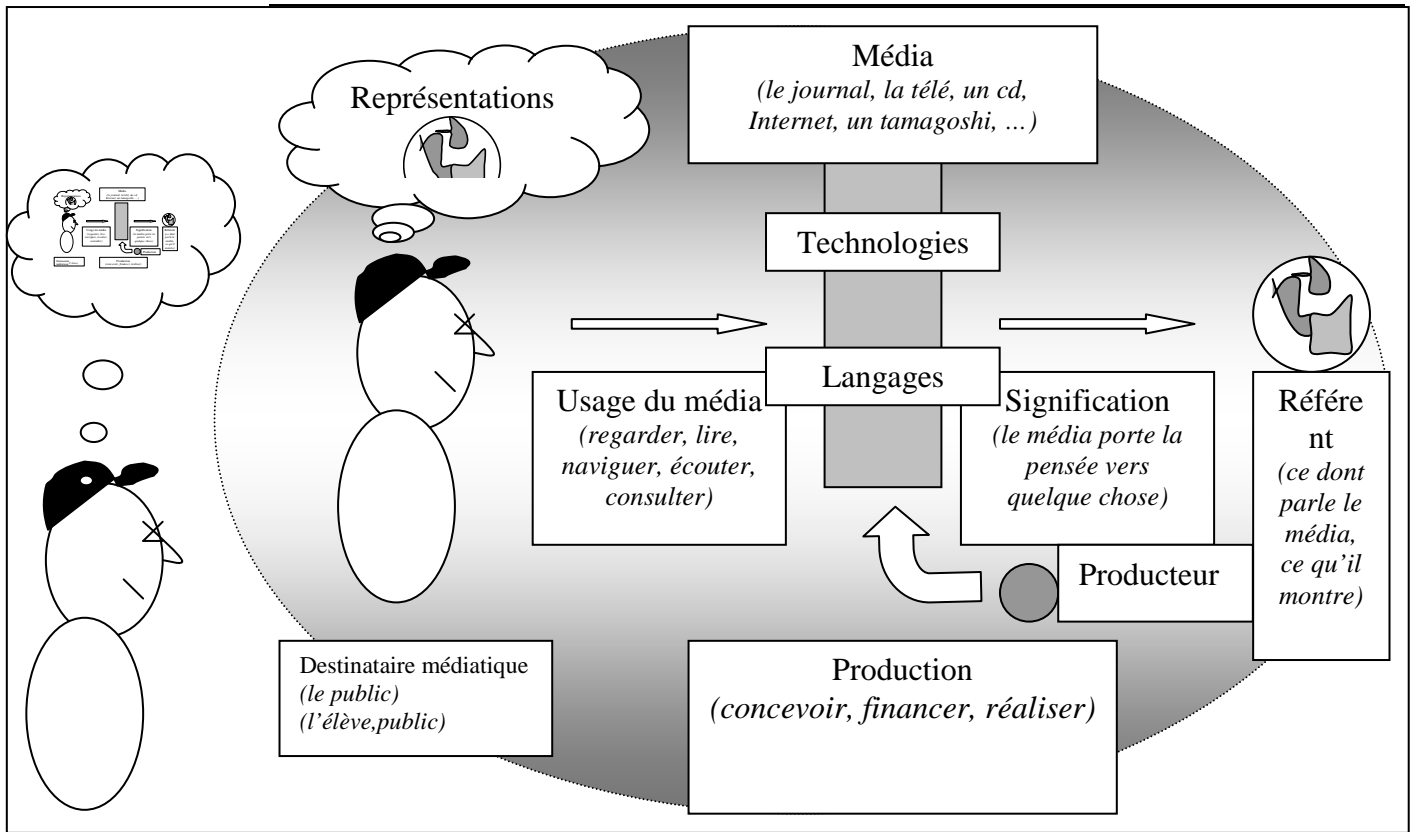 Représentations
Média
(le journal, la télé, un cd,
Internet, un tamagoshi, …)
Technologies
Langages
Usage du média
(regarder, lire,
naviguer, écouter,
consulter)
Signification
(le média porte la
pensée vers
quelque chose)
Référe
nt
(ce dont
parle le
média,
ce qu’il
montre)
Producteur
Destinataire médiatique
(le public)
(l’élève,public)
Production
(concevoir, financer, réaliser)